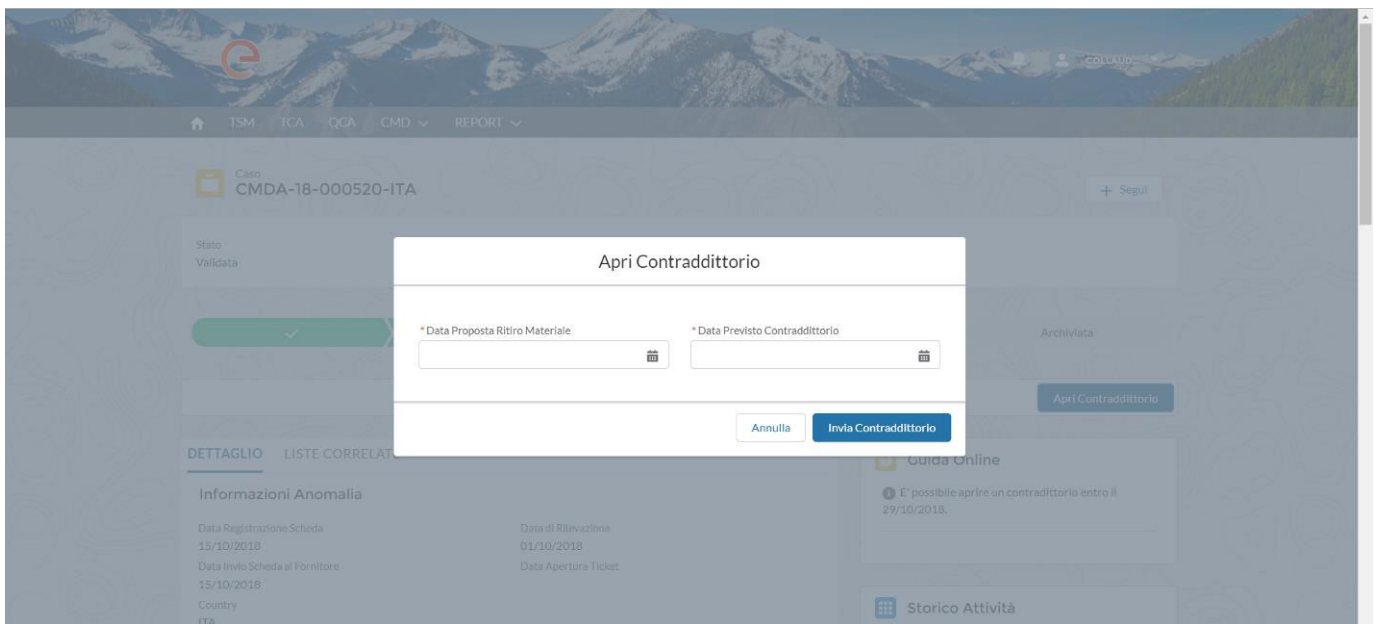 COLLAUD...
TSM TCA QCA CMD REPORT
Caso
CMDA-18-000520-ITA
+ Segui
Stato
Validata
Apri Contraddittorio
* Data Proposta Ritiro Materiale
* Data Previsto Contraddittorio
Archiviata
Apri Contraddittorio
Annulla
Invia Contraddittorio
DETTAGLIO LISTE CORRELAT
Guida Online
Informazioni Anomalia
E' possibile aprire un contradittorio entro il
29/10/2018.
Data Registrazione Scheda
15/10/2018
Data di Rilevazione
01/10/2018
Data Invio Scheda al Fornitore
15/10/2018
Data Apertura Ticket
Country
ITA
Storico Attività